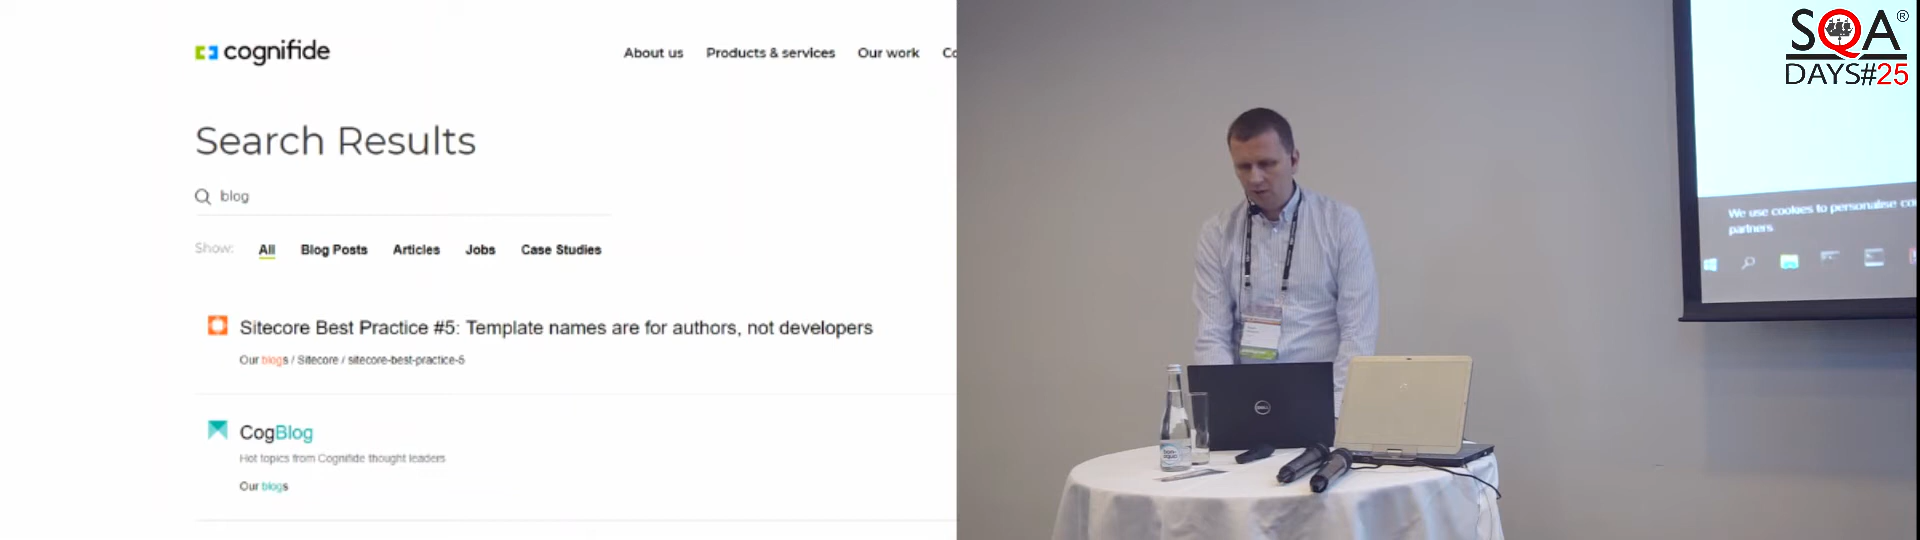 cognifide
About us Products & services Our work
Search Results
blog
Show: All Blog Posts Articles Jobs Case Studies
Sitecore Best Practice #5: Template names are for authors, not developers
Our blogs / Sitecore / sitecore-best-practice-5
CogBlog
Hot topics from Cognifide thought leaders
Our blogs
SQA®
DAYS#25
We use cookies to personalise
partners
DELL